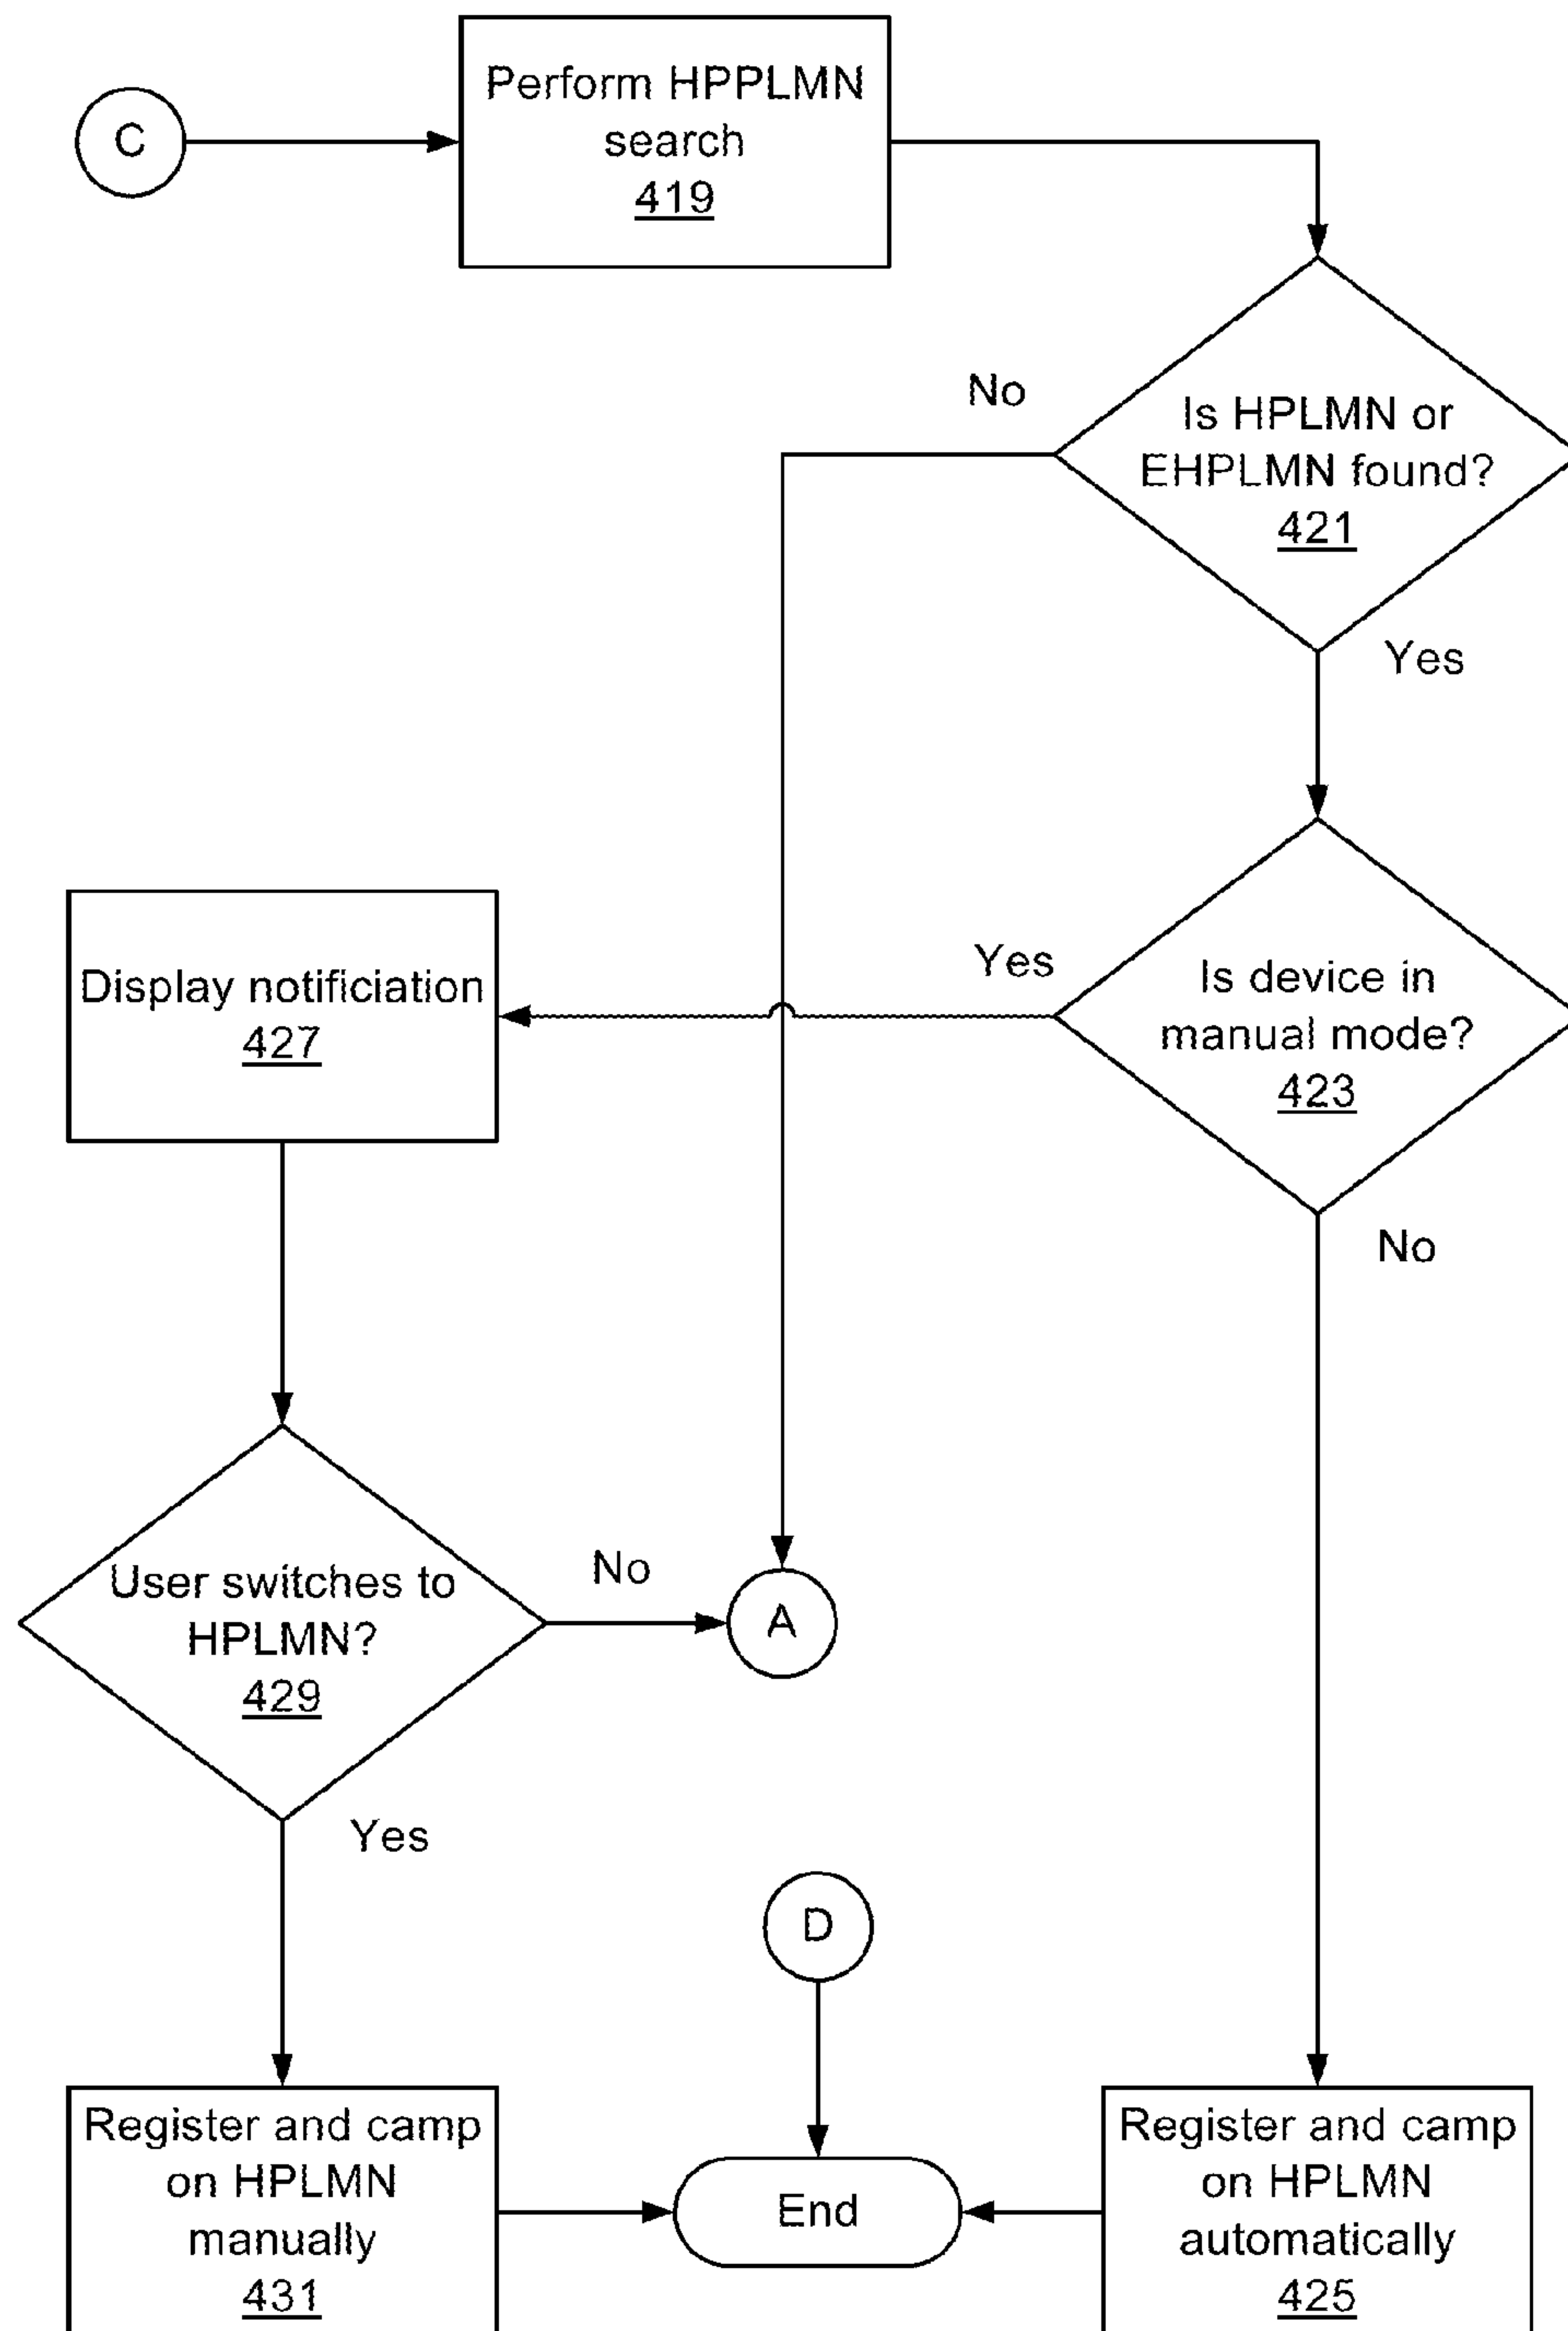 C
Perform HPPLMN
search
419
No
Is HPLMN or
EHPLMN found?
421
Yes
Display notificiation
427
Yes
Is device in
manual mode?
423
No
User switches to
HPLMN?
429
No
A
Yes
D
Register and camp
on HPLMN
manually
431
End
Register and camp
on HPLMN
automatically
425